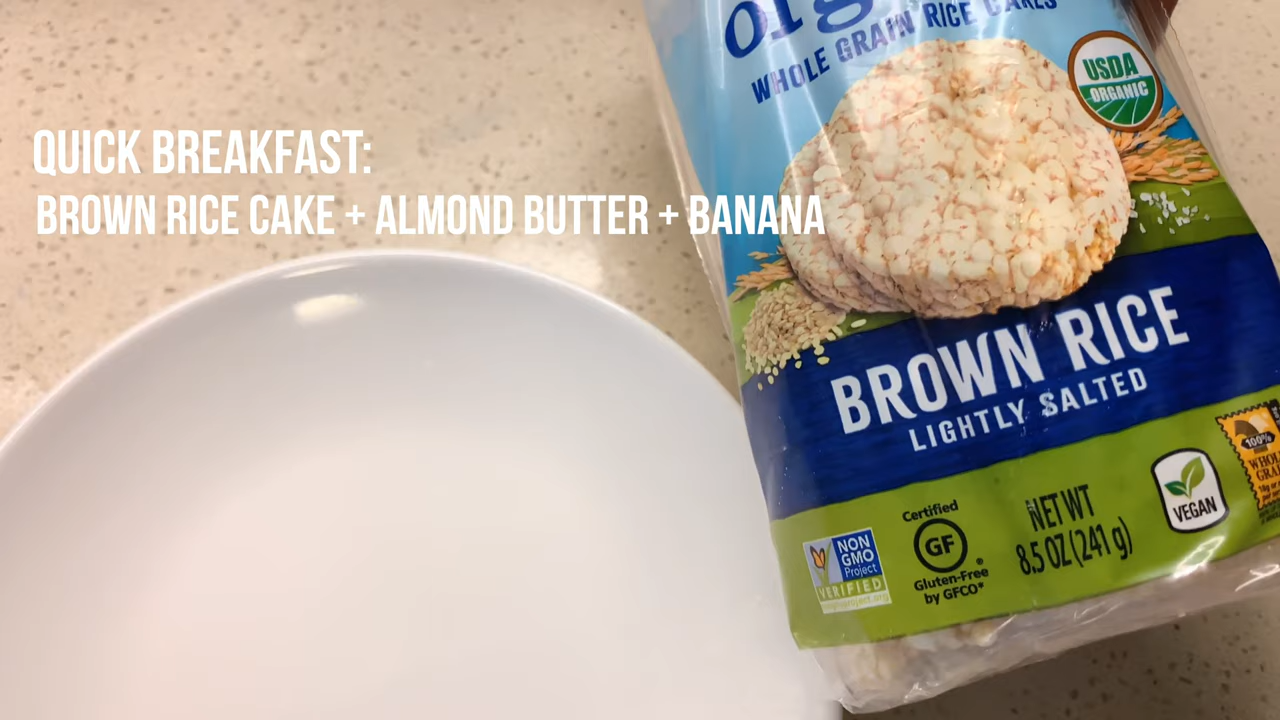 QUICK BREAKFAST:
BROWN RICE CAKE + ALMOND BUTTER + BANANA
WHOLE GRAIN RICE CAKES
USDA
ORGANIC
BROWN RICE
LIGHTLY SALTED
NON
GMO
Project
VERIFIED
Certified
GF
Gluten-Free
by GFCO*
NET WT
8.5 OZ (241 g)
VEGAN
100%